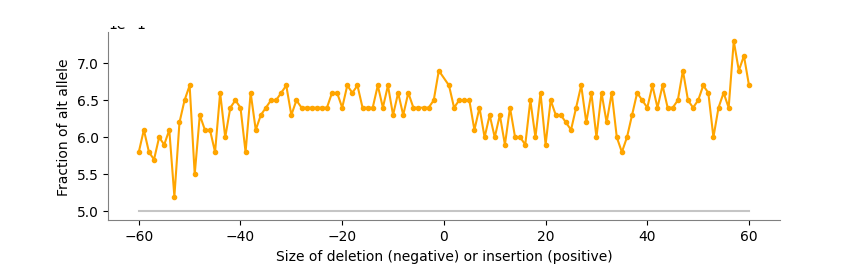 7.0
6.5
6.0
5.5
5.0
Fraction of alt allele
−60 −40 −20 0 20 40 60
Size of deletion (negative) or insertion (positive)